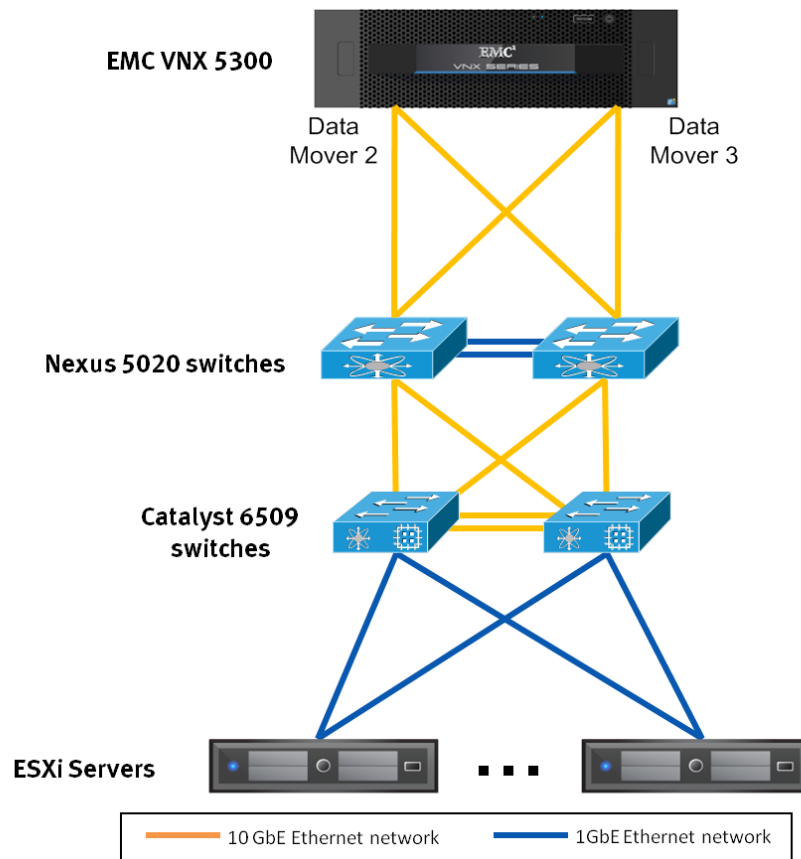 EMC VNX 5300
EMC²
VNX SERIES
Data
Mover 2
Data
Mover 3
Nexus 5020 switches
Catalyst 6509
switches
ESXi Servers
10 GbE Ethernet network
1GbE Ethernet network